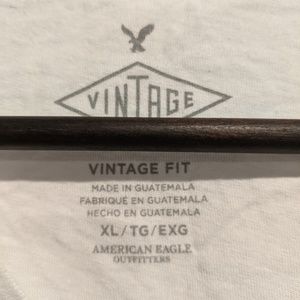 VINTAGE
VINTAGE FIT
MADE IN GUATEMALA
FABRIQUÉ EN GUATEMALA
HECHO EN GUATEMALA
XL/TG/EXG
AMERICAN EAGLE
OUTFITTERS